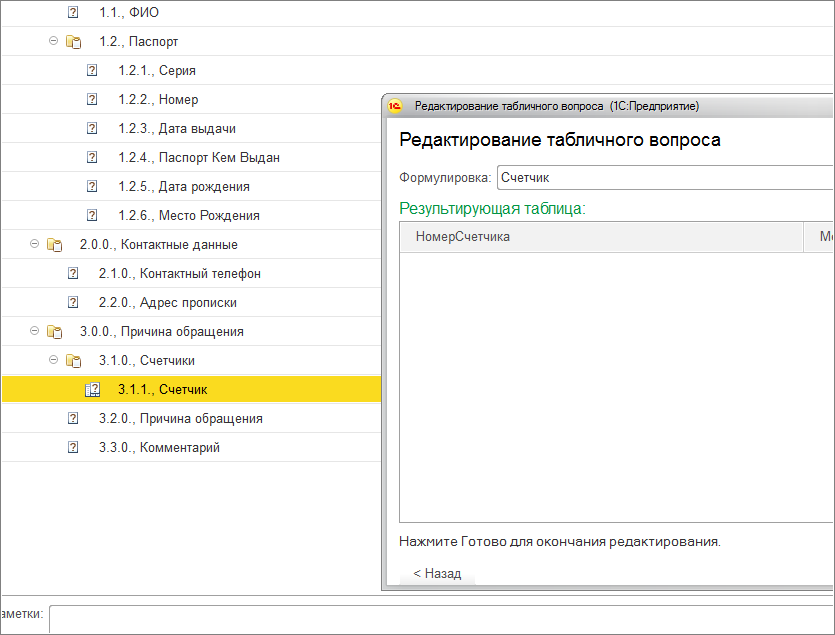 1.1., ФИО
1.2., Паспорт
1.2.1., Серия
1.2.2., Номер
1.2.3., Дата выдачи
1.2.4., Паспорт Кем Выдан
1.2.5., Дата рождения
1.2.6., Место Рождения
2.0.0., Контактные данные
2.1.0., Контактный телефон
2.2.0., Адрес прописки
3.0.0., Причина обращения
3.1.0., Счетчики
3.1.1., Счетчик
3.2.0., Причина обращения
3.3.0., Комментарий
Редактирование табличного вопроса (1С:Предприятие)
Редактирование табличного вопроса
Формулировка: Счетчик
Результирующая таблица:
НомерСчетчика
Нажмите Готово для окончания редактирования.
< Назад
аметки: